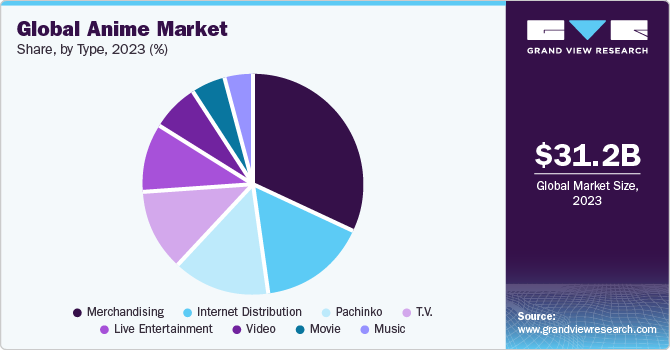 Global Anime Market
Share, by Type, 2023 (%)
Merchandising
Internet Distribution
Pachinko
T.V.
Live Entertainment
Video
Movie
Music
GRAND VIEW RESEARCH
$31.2B
Global Market Size,
2023
Source:
www.grandviewresearch.com